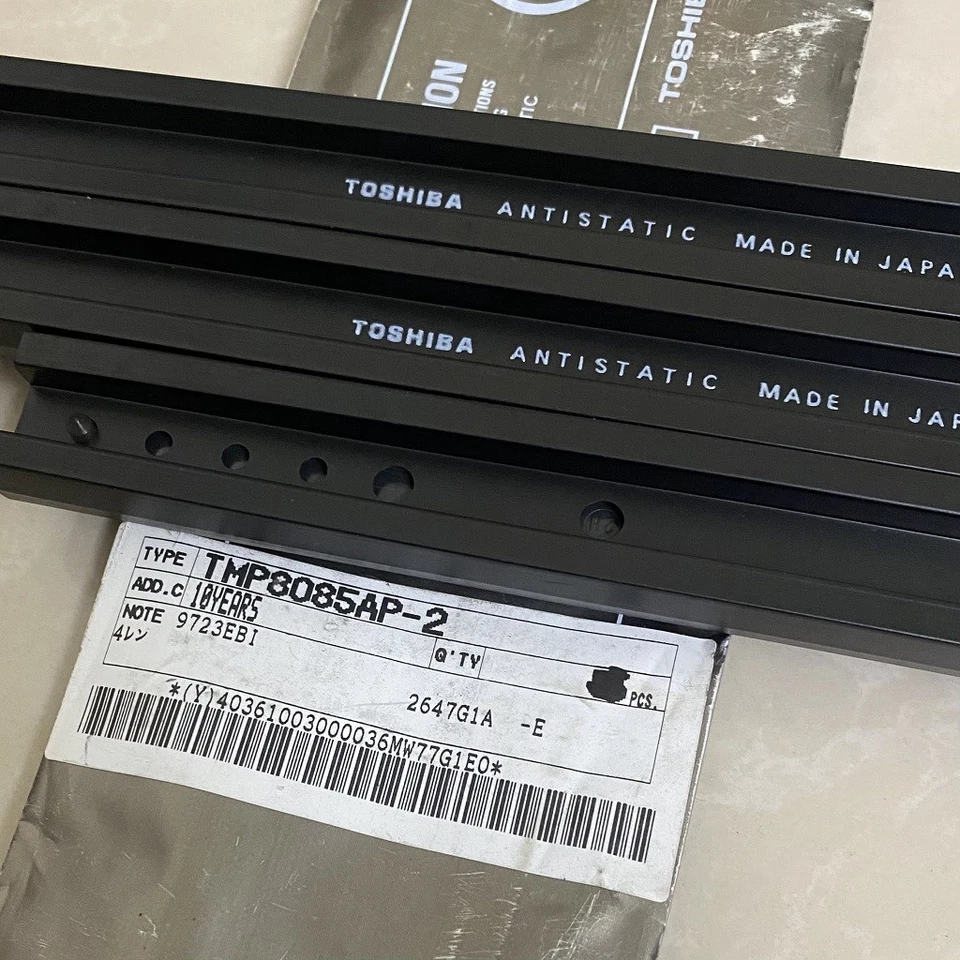 TOSHIBA
TOSHIBA ANTISTATIC MADE IN JAPA
TOSHIBA ANTISTATIC MADE IN JAP
TYPE TMP8085AP-2
ADD.C 10YEARS
NOTE 9723EBI
4レン
Q'TY PCS.
2647G1A -E
*(Y)40361003000036MW77G1E0*